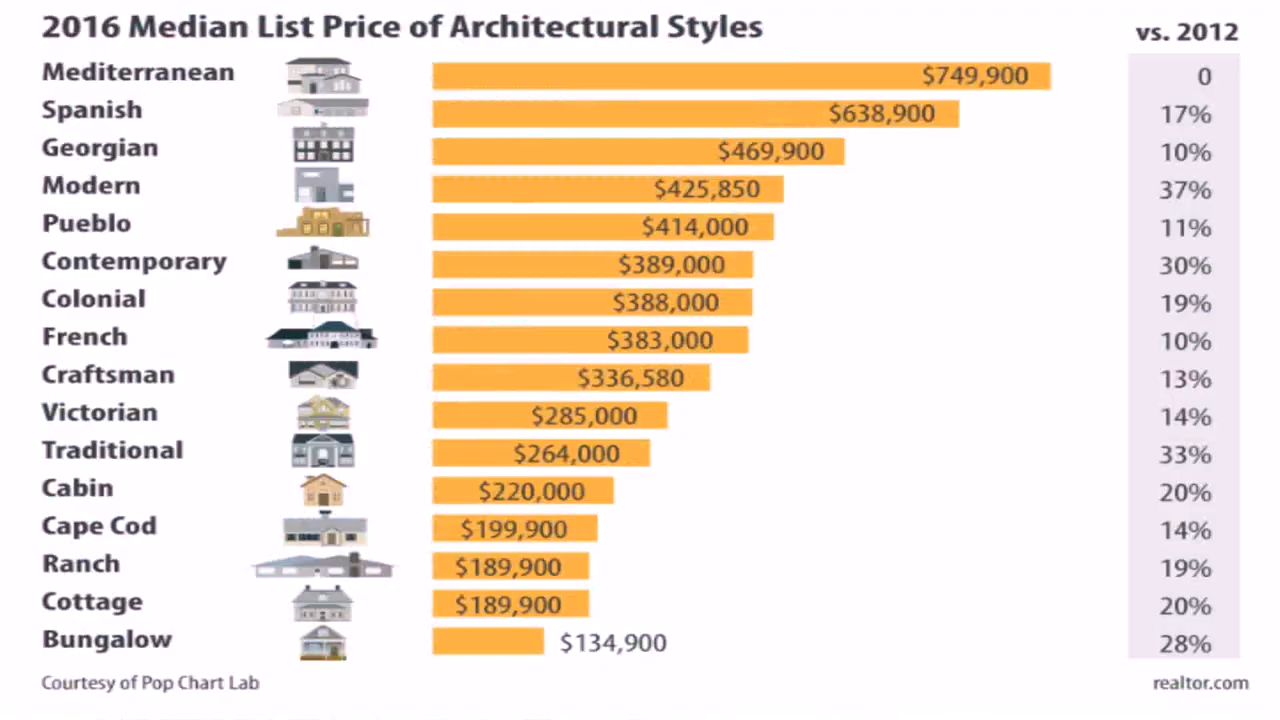 2016 Median List Price of Architectural Styles vs. 2012
Mediterranean $749,900 0
Spanish $638,900 17%
Georgian $469,900 10%
Modern $425,850 37%
Pueblo $414,000 11%
Contemporary $389,000 30%
Colonial $388,000 19%
French $383,000 10%
Craftsman $336,580 13%
Victorian $285,000 14%
Traditional $264,000 33%
Cabin $220,000 20%
Cape Cod $199,900 14%
Ranch $189,900 19%
Cottage $189,900 20%
Bungalow $134,900 28%
Courtesy of Pop Chart Lab realtor.com